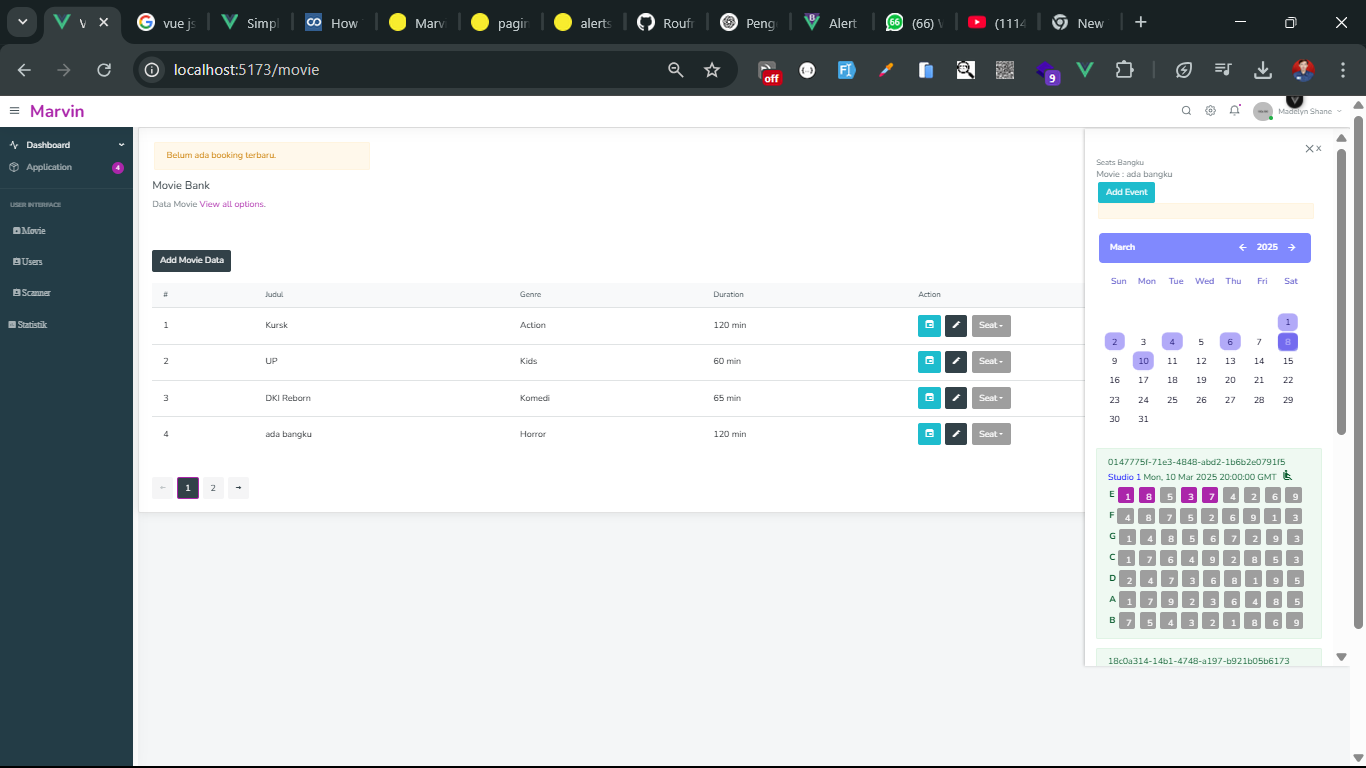 vue js
Simpl
How
Marv
pagin
alerts
Roufr
Peng
Alert
66
(66) W
(1114
New
localhost:5173/movie
off
9
Marvin
Madelyn Shane
Dashboard
Application
4
USER INTERFACE
Movie
Users
Scanner
Statistik
Belum ada booking terbaru.
Movie Bank
Data Movie View all options.
Add Movie Data
# Judul Genre Duration Action
1 Kursk Action 120 min Seat
2 UP Kids 60 min Seat
3 DKI Reborn Komedi 65 min Seat
4 ada bangku Horror 120 min Seat
← 1 2 →
x
Seats Bangku
Movie : ada bangku
Add Event
March ← 2025 →
Sun Mon Tue Wed Thu Fri Sat
1
2 3 4 5 6 7 8
9 10 11 12 13 14 15
16 17 18 19 20 21 22
23 24 25 26 27 28 29
30 31
0147775f-71e3-4848-abd2-1b6b2e0791f5
Studio 1 Mon, 10 Mar 2025 20:00:00 GMT
E 1 8 5 3 7 4 2 6 9
F 4 8 7 5 2 6 9 1 3
G 1 4 8 5 6 7 2 9 3
C 1 7 6 4 9 2 8 5 3
D 2 4 7 3 6 8 1 9 5
A 1 7 9 2 3 6 4 8 5
B 7 5 4 3 2 1 8 6 9
18c0a314-14b1-4748-a197-b921b05b6173